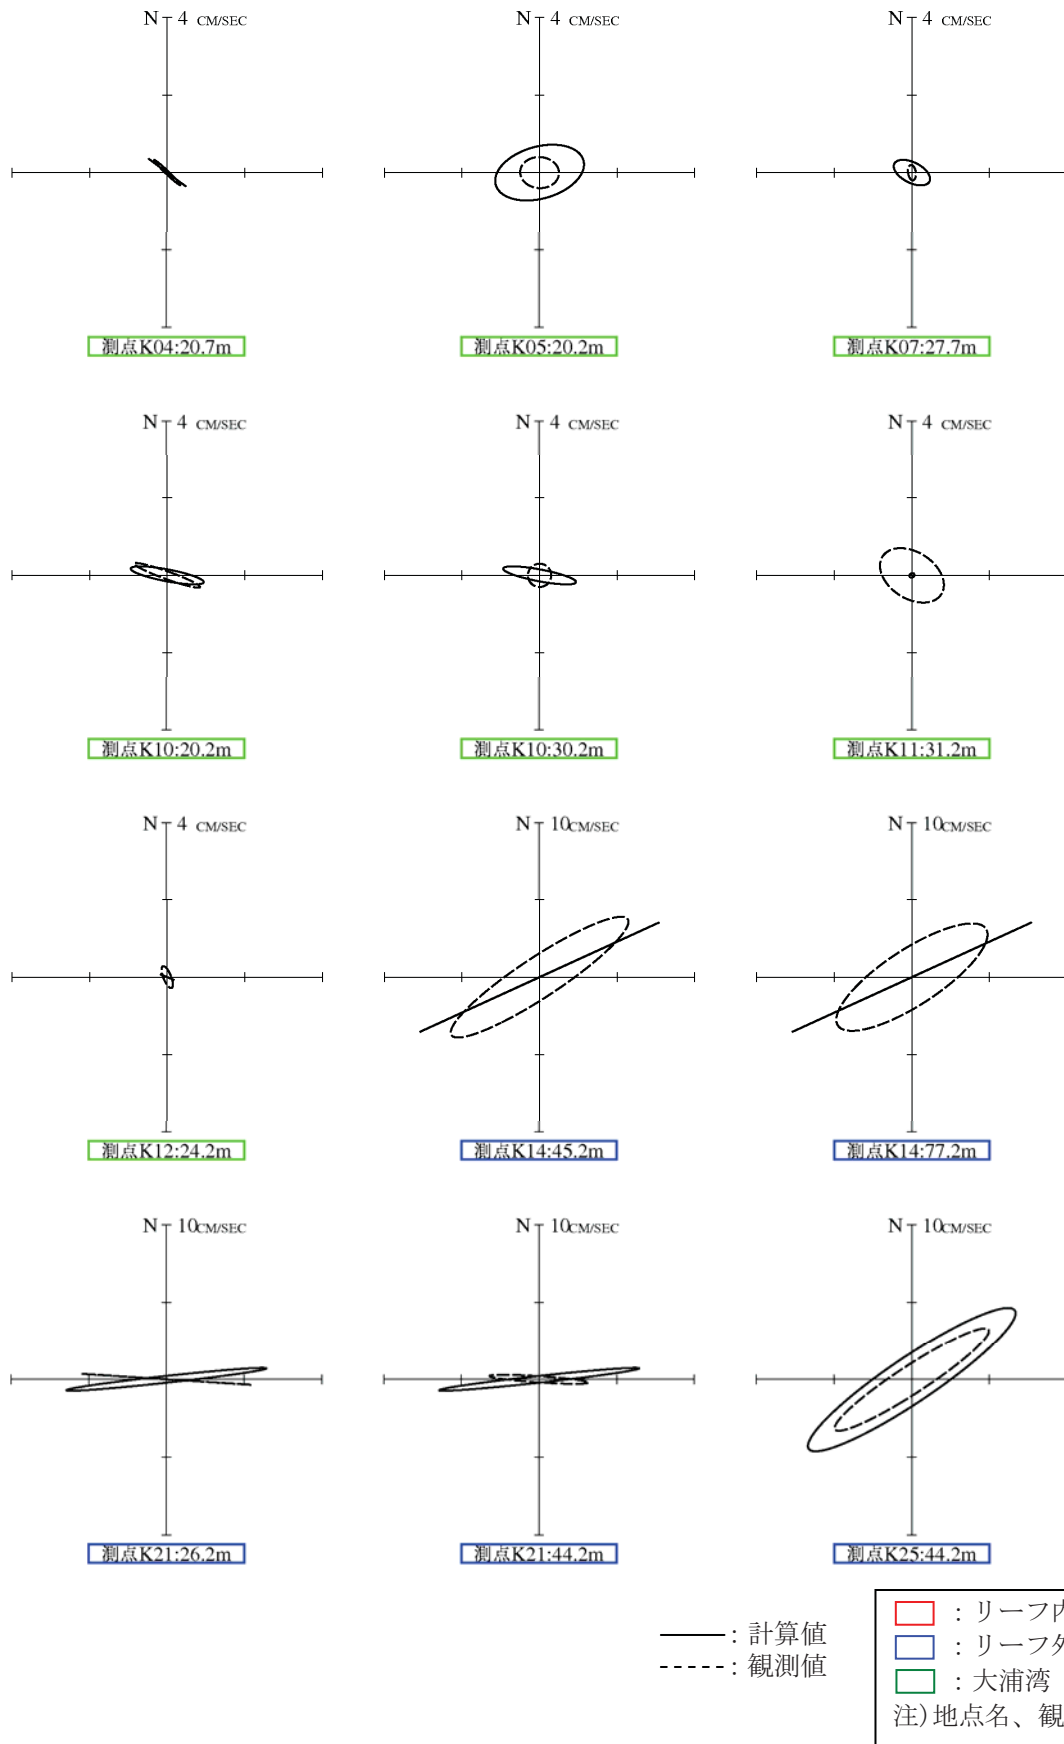 N 4 CM/SEC
N 4 CM/SEC
N 4 CM/SEC
測点K04:20.7m
測点K05:20.2m
測点K07:27.7m
N 4 CM/SEC
N 4 CM/SEC
N 4 CM/SEC
測点K10:20.2m
測点K10:30.2m
測点K11:31.2m
N 4 CM/SEC
N 10CM/SEC
N 10CM/SEC
測点K12:24.2m
測点K14:45.2m
測点K14:77.2m
N 10CM/SEC
N 10CM/SEC
N 10CM/SEC
測点K21:26.2m
測点K21:44.2m
測点K25:44.2m
:計算値
:観測値
:リーフ内
:リーフ外
:大浦湾
注)地点名、観